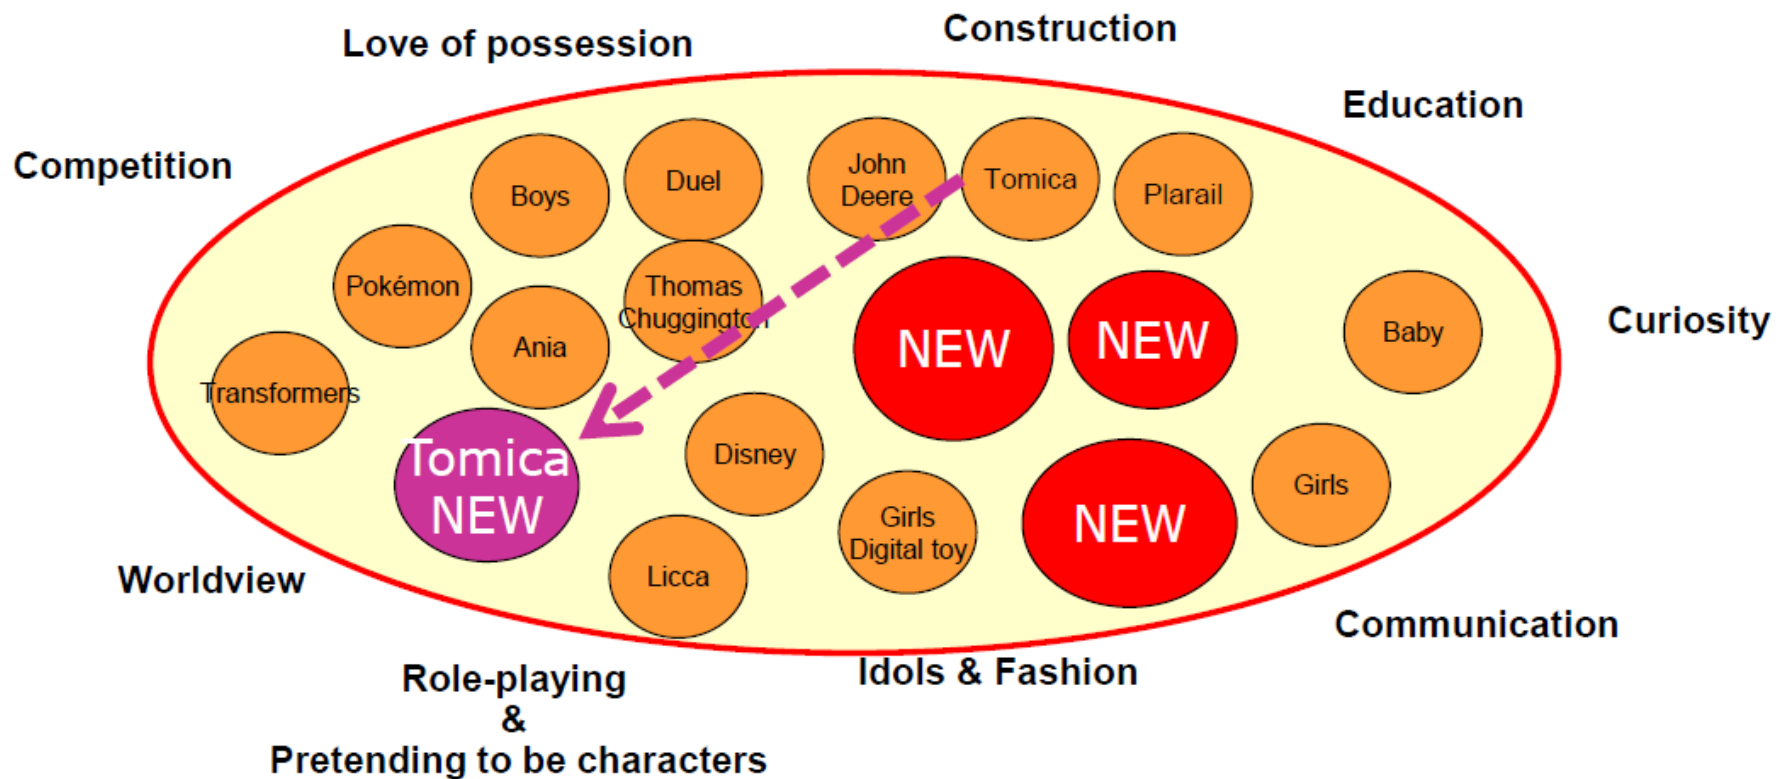 Love of possession
Construction
Education
Competition
Boys
Duel
John
Deere
Tomica
Plarail
Pokémon
Thomas
Chuggington
Ania
NEW
NEW
Baby
Curiosity
Transformers
Tomica
NEW
Disney
Girls
Digital toy
NEW
Girls
Licca
Worldview
Communication
Role-playing
&
Pretending to be characters
Idols & Fashion